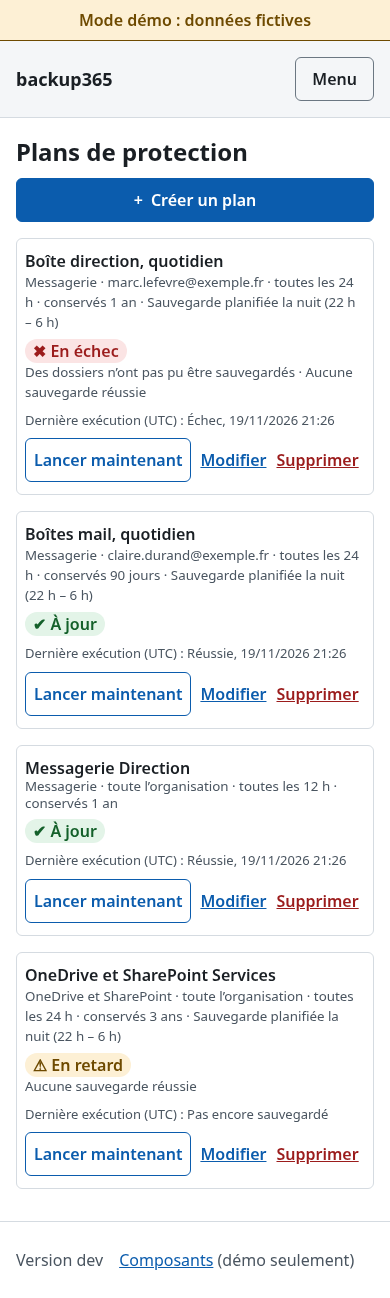 Mode démo : données fictives
backup365
Menu
Plans de protection
+ Créer un plan
Boîte direction, quotidien
Messagerie · marc.lefevre@exemple.fr · toutes les 24
h · conservés 1 an · Sauvegarde planifiée la nuit (22 h
– 6 h)
✖ En échec
Des dossiers n’ont pas pu être sauvegardés · Aucune
sauvegarde réussie
Dernière exécution (UTC) : Échec, 19/11/2026 21:26
Lancer maintenant Modifier Supprimer
Boîtes mail, quotidien
Messagerie · claire.durand@exemple.fr · toutes les 24
h · conservés 90 jours · Sauvegarde planifiée la nuit
(22 h – 6 h)
✔ À jour
Dernière exécution (UTC) : Réussie, 19/11/2026 21:26
Lancer maintenant Modifier Supprimer
Messagerie Direction
Messagerie · toute l’organisation · toutes les 12 h ·
conservés 1 an
✔ À jour
Dernière exécution (UTC) : Réussie, 19/11/2026 21:26
Lancer maintenant Modifier Supprimer
OneDrive et SharePoint Services
OneDrive et SharePoint · toute l’organisation · toutes
les 24 h · conservés 3 ans · Sauvegarde planifiée la
nuit (22 h – 6 h)
⚠ En retard
Aucune sauvegarde réussie
Dernière exécution (UTC) : Pas encore sauvegardé
Lancer maintenant Modifier Supprimer
Version dev Composants (démo seulement)